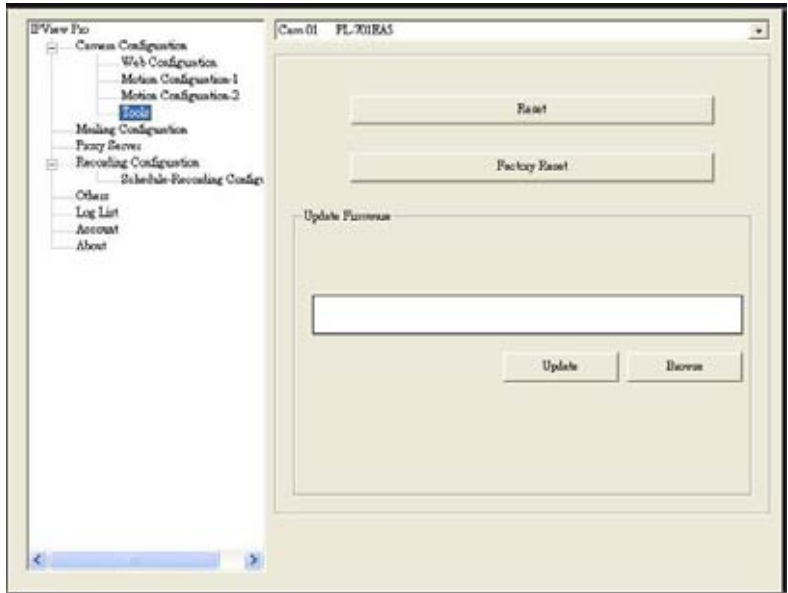 IPView Pro
Camera Configuration
Web Configuration
Motion Configuration-1
Motion Configuration-2
Tools
Mailing Configuration
Proxy Server
Recording Configuration
Schedule-Recording Configu
Others
Log List
Account
About
Cam-01 PL-701EAS
Reset
Factory Reset
Update Firmware
Update
Browse